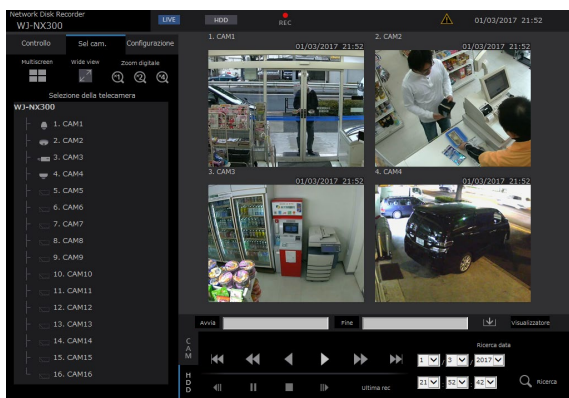 Network Disk Recorder
WJ-NX300
LIVE
HDD
REC
01/03/2017 21:52
Controllo
Sel cam.
Configurazione
Multiscreen
Wide view
Zoom digitale
Selezione della telecamera
WJ-NX300
1. CAM1
2. CAM2
3. CAM3
4. CAM4
5. CAM5
6. CAM6
7. CAM7
8. CAM8
9. CAM9
10. CAM10
11. CAM11
12. CAM12
13. CAM13
14. CAM14
15. CAM15
16. CAM16
1. CAM1
01/03/2017 21:52
2. CAM2
01/03/2017 21:52
3. CAM3
01/03/2017 21:52
4. CAM4
01/03/2017 21:52
Avvia
Fine
visualizzatore
CAM
HDD
Ultima rec
Ricerca data
1 / 3 / 2017
21 : 52 : 42
Ricerca